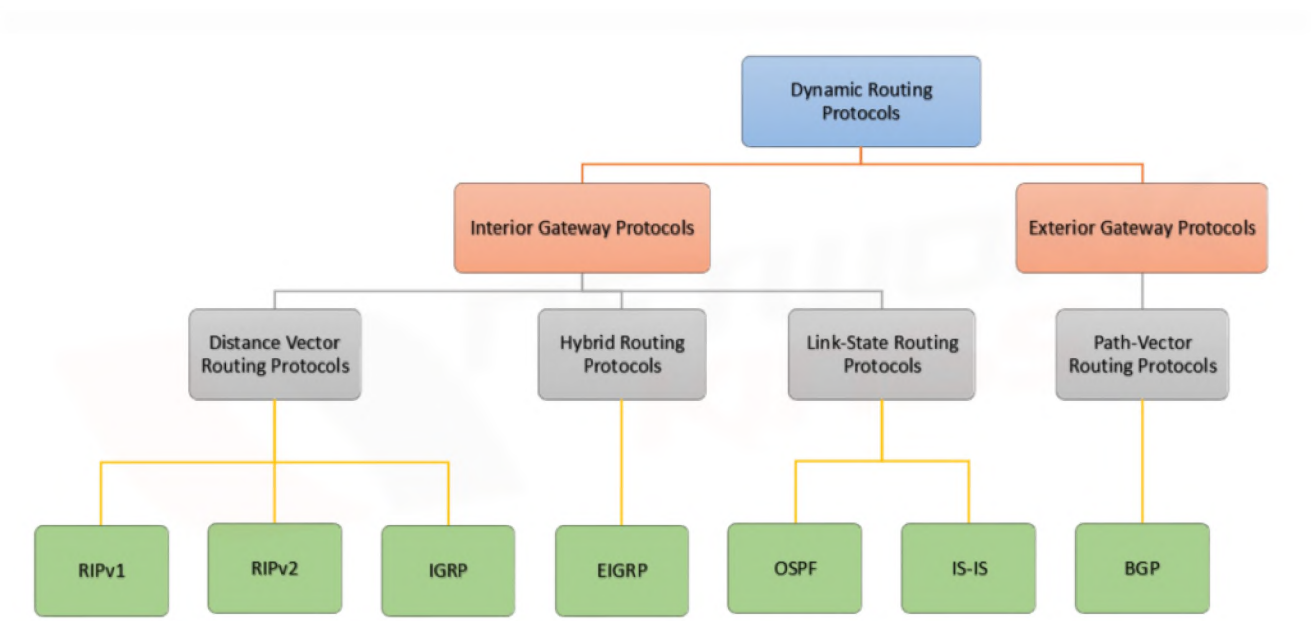 Dynamic Routing
Protocols
Interior Gateway Protocols
Exterior Gateway Protocols
Distance Vector
Routing Protocols
Hybrid Routing
Protocols
Link-State Routing
Protocols
Path-Vector
Routing Protocols
RIPv1
RIPv2
IGRP
EIGRP
OSPF
IS-IS
BGP